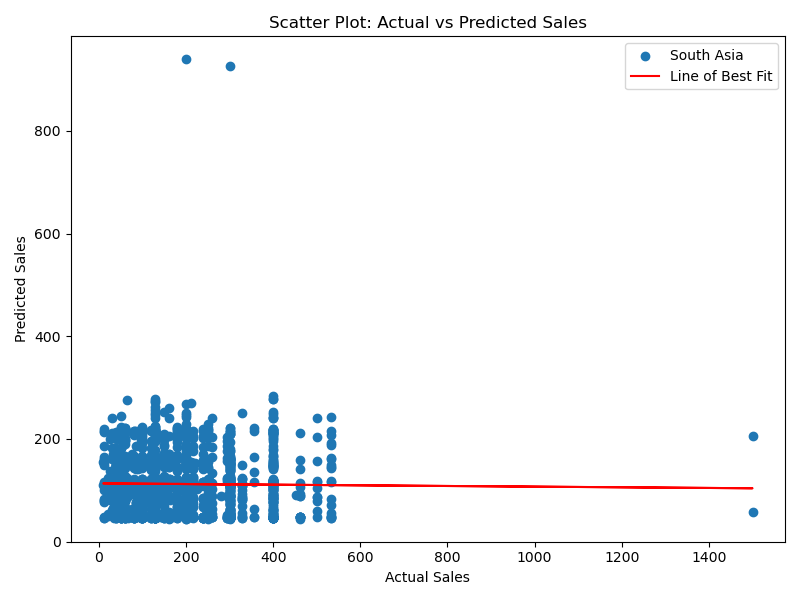 Scatter Plot: Actual vs Predicted Sales
South Asia
Line of Best Fit
Predicted Sales
800
600
400
200
0
0 200 400 600 800 1000 1200 1400
Actual Sales